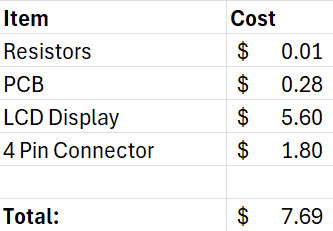 Item Cost
Resistors $ 0.01
PCB $ 0.28
LCD Display $ 5.60
4 Pin Connector $ 1.80
Total: $ 7.69